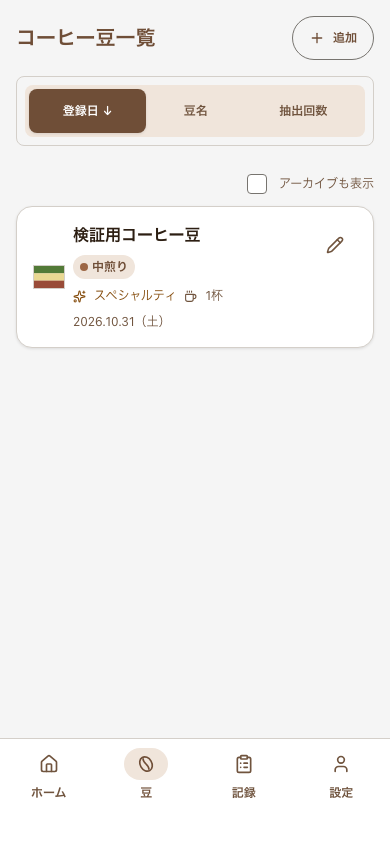 コーヒー豆一覧
追加
登録日 ↓
豆名
抽出回数
アーカイブも表示
検証用コーヒー豆
中煎り
スペシャルティ 1杯
2026.10.31（土）
ホーム
豆
記録
設定